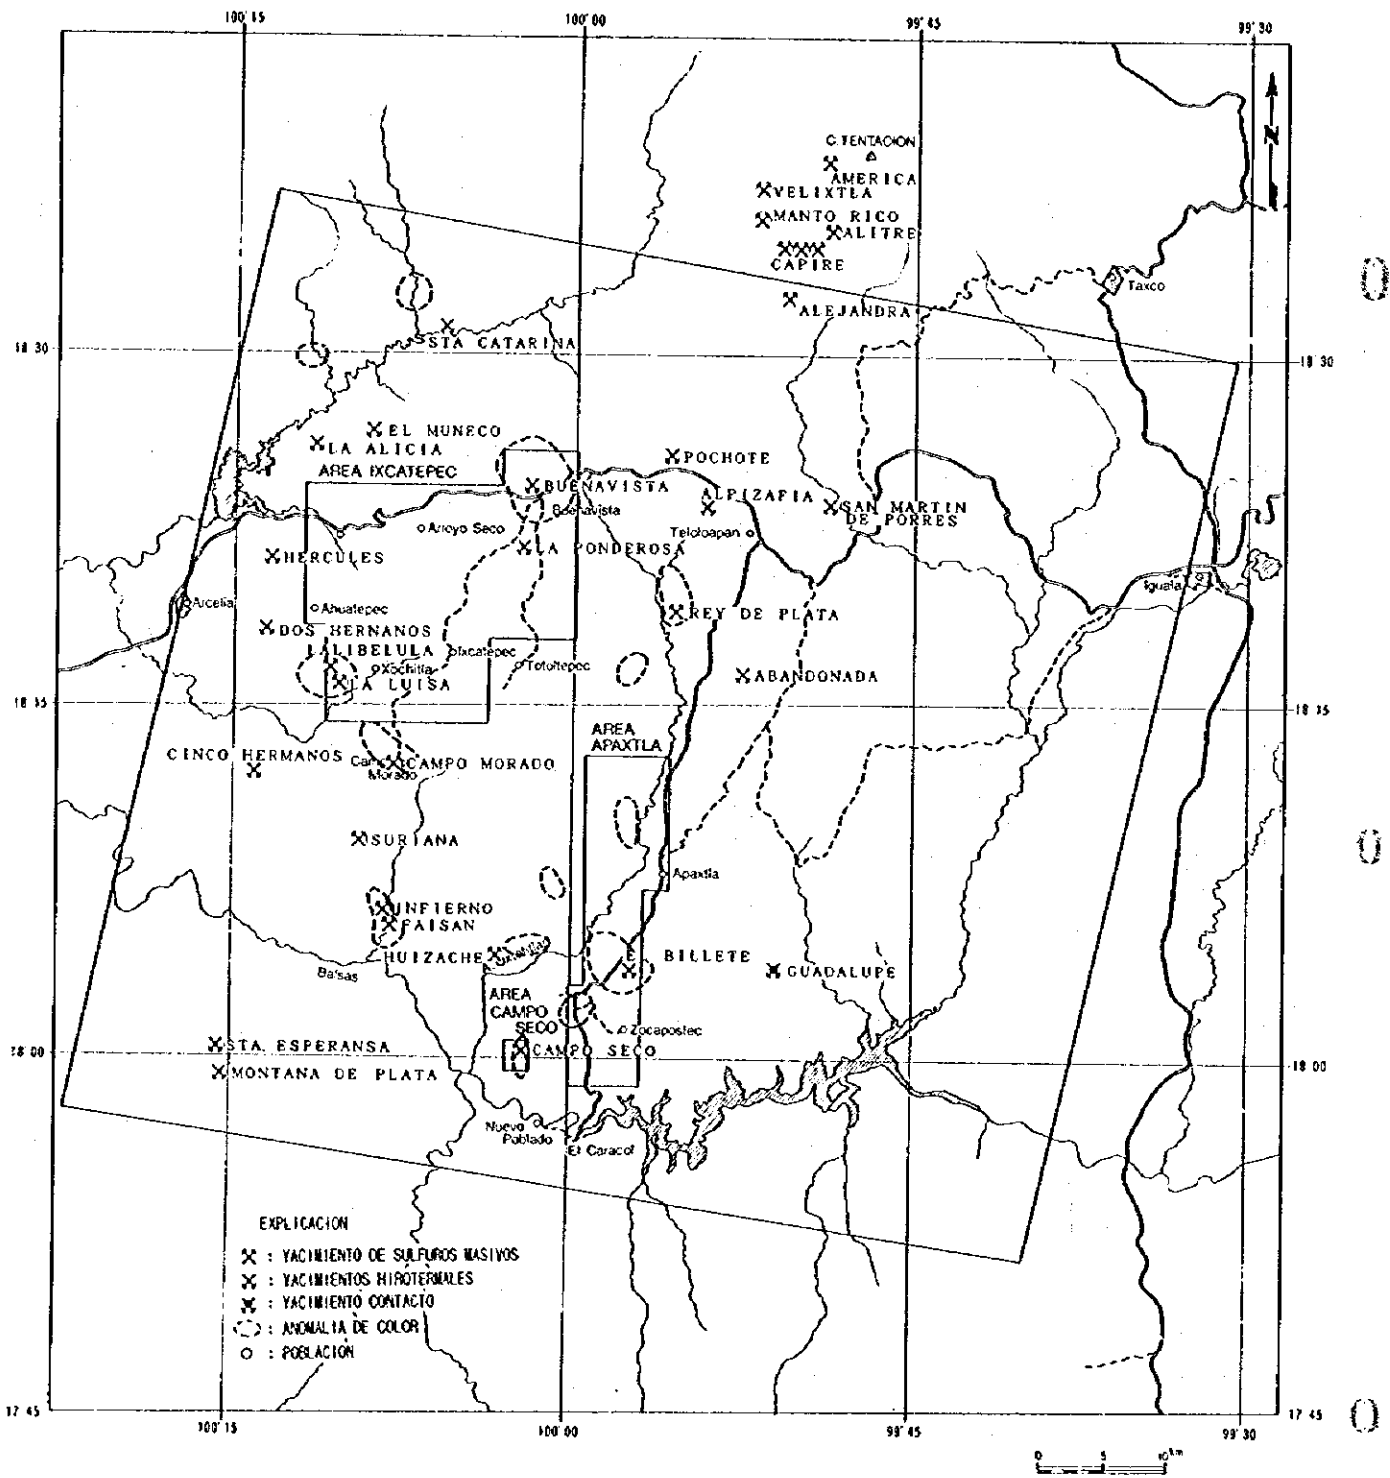 100°15
100°00
99°45
99°30
N
C. TENTACION
AMERICA
VELIXTLA
MANTO RICO
ALITRE
CAPIRE
ALEJANDRA
Taxco
STA CATARINA
18 30
18 30
EL MUNECO
LA ALICIA
AREA IXCATEPEC
POCHOTE
BUENAVISTA
Buenavista
ALPIZAPIA
SAN MARTIN
DE PORRES
Arroyo Seco
Teloloapan
LA PONDEROSA
HERCULES
Iguala
Arcelia
Ahuatepec
REY DE PLATA
DOS HERNANOS
LALIBELULA
Ixcatepec
Xochitla
Totoltepec
LA LUISA
ABANDONADA
18 15
18 15
AREA
APAXTLA
CINCO HERMANOS
CAMPO MORADO
Morado
SURIANA
Apaxtla
INFIERNO
FAISAN
HUIZACHE
BILLETE
GUADALUPE
Balsas
AREA
CAMPO
SECO
Zocapostec
STA ESPERANSA
CAMPO SECO
18 00
18 00
MONTANA DE PLATA
Nuevo
Poblado
El Caracol
EXPLICACION
: YACIMIENTO DE SULFUROS MASIVOS
: YACIMIENTOS HIROTERMALES
: YACIMIENTO CONTACTO
: ANOMALIA DE COLOR
: POBLACION
17 45
17 45
100°15
100°00
99°45
99°30
0 5 10 km